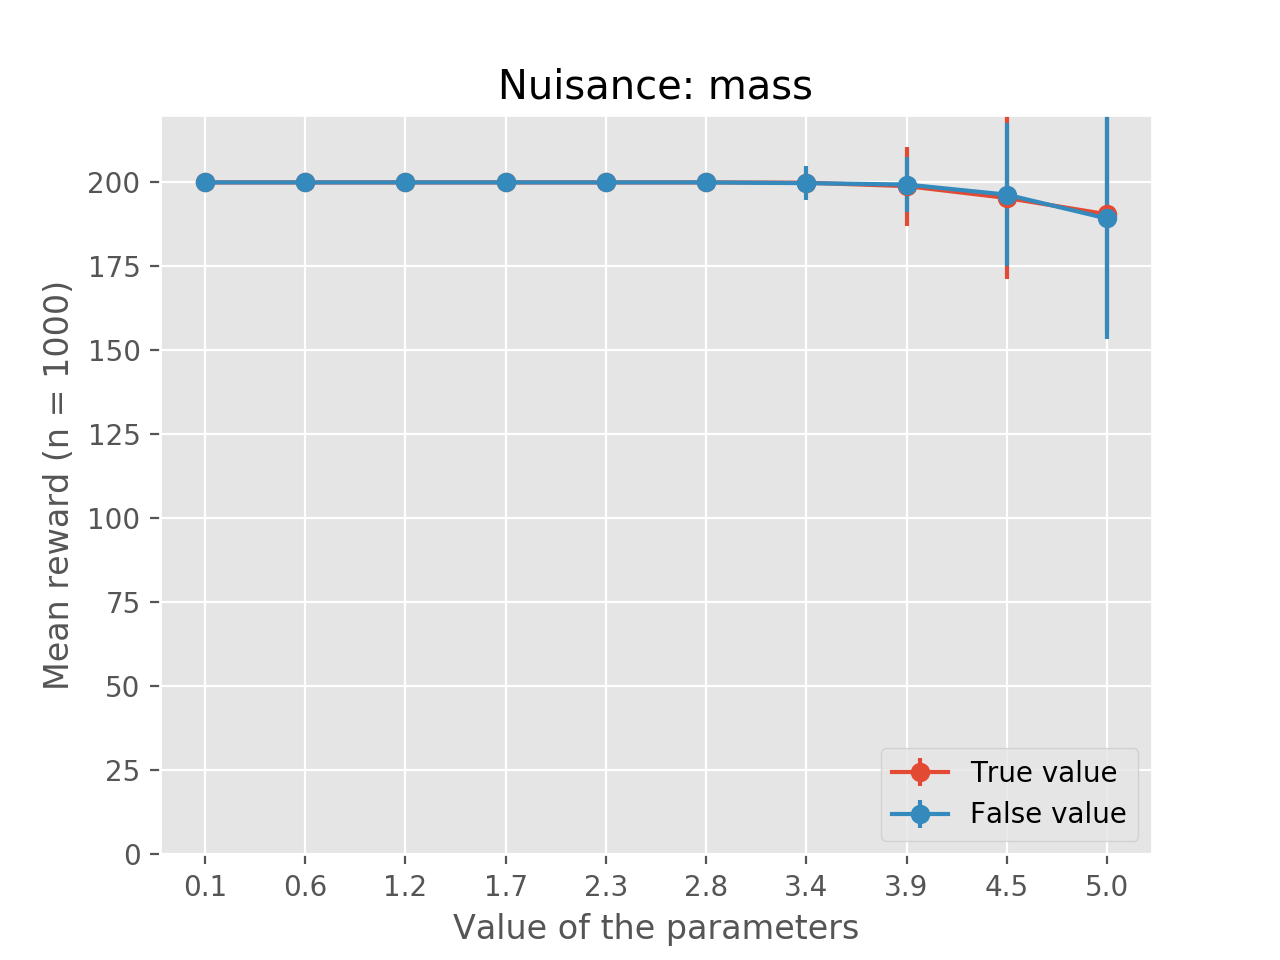 Nuisance: mass
Mean reward (n = 1000)
200
175
150
125
100
75
50
25
0
True value
False value
0.1 0.6 1.2 1.7 2.3 2.8 3.4 3.9 4.5 5.0
Value of the parameters